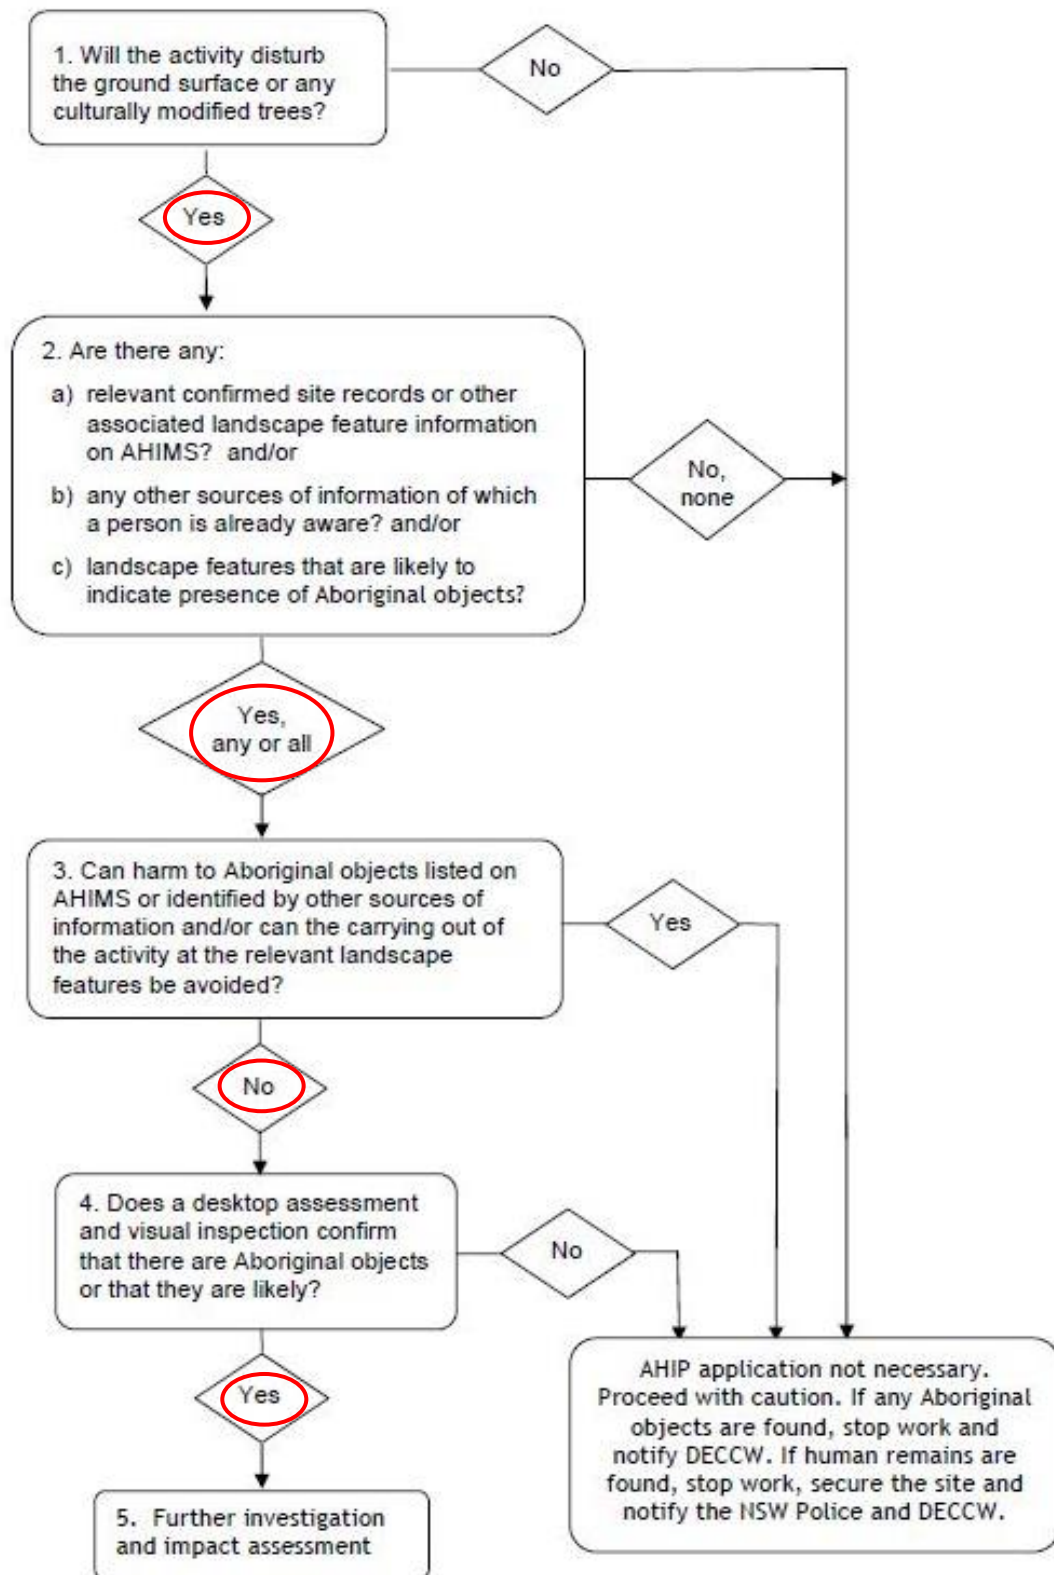 1. Will the activity disturb
the ground surface or any
culturally modified trees?
No
Yes
2. Are there any:
a) relevant confirmed site records or other
associated landscape feature information
on AHIMS? and/or
b) any other sources of information of which
a person is already aware? and/or
c) landscape features that are likely to
indicate presence of Aboriginal objects?
No,
none
Yes,
any or all
3. Can harm to Aboriginal objects listed on
AHIMS or identified by other sources of
information and/or can the carrying out of
the activity at the relevant landscape
features be avoided?
Yes
No
4. Does a desktop assessment
and visual inspection confirm
that there are Aboriginal objects
or that they are likely?
No
Yes
AHIP application not necessary.
Proceed with caution. If any Aboriginal
objects are found, stop work and
notify DECCW. If human remains are
found, stop work, secure the site and
notify the NSW Police and DECCW.
5. Further investigation
and impact assessment